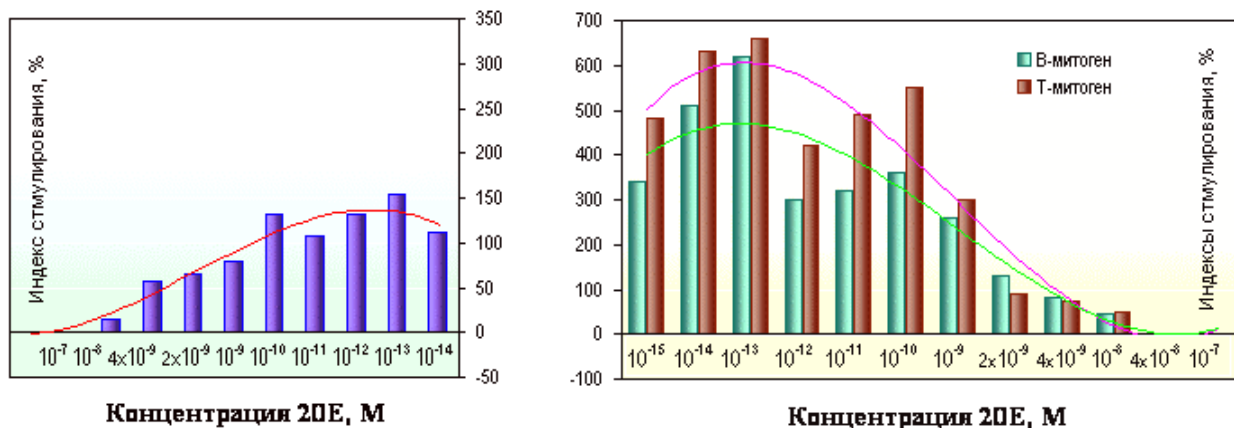 Индекс стмулирования, %
350
300
250
200
150
100
50
0
-50
10⁻⁷ 10⁻⁸ 4x10⁻⁹ 2x10⁻⁹ 10⁻⁹ 10⁻¹⁰ 10⁻¹¹ 10⁻¹² 10⁻¹³ 10⁻¹⁴
Концентрация 20Е, М
700
600
500
400
300
200
100
0
-100
В-митоген
Т-митоген
Индексы стмулирования, %
10⁻¹⁵ 10⁻¹⁴ 10⁻¹³ 10⁻¹² 10⁻¹¹ 10⁻¹⁰ 10⁻⁹ 2x10⁻⁹ 4x10⁻⁹ 10⁻⁸ 4x10⁻⁸ 10⁻⁷
Концентрация 20Е, М